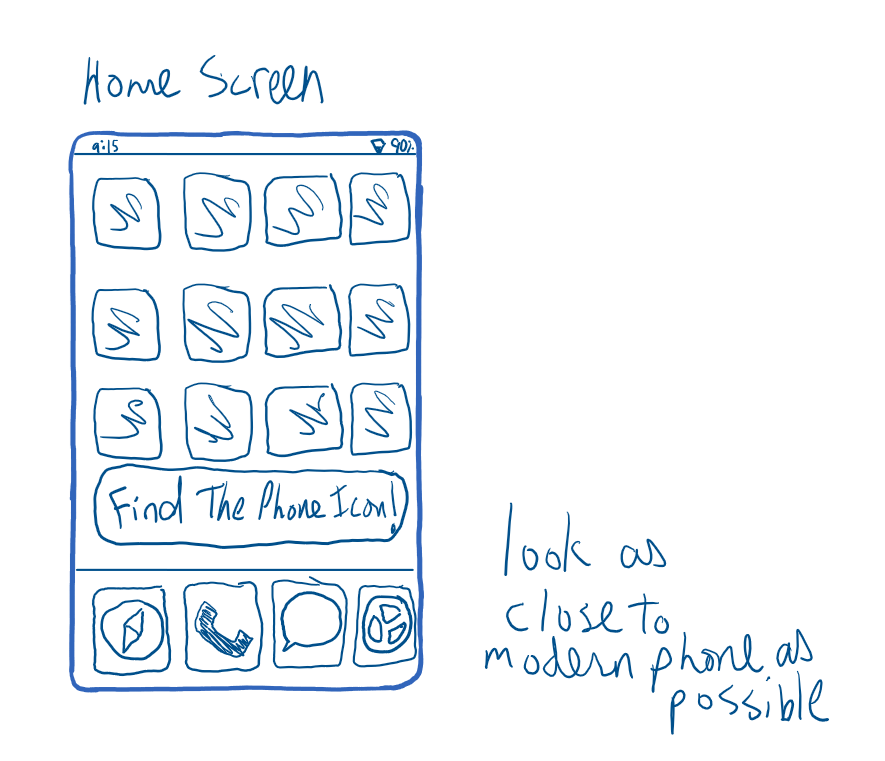 Home Screen
9:15 90%
Find The Phone Icon!
look as
close to
modern phone as
possible